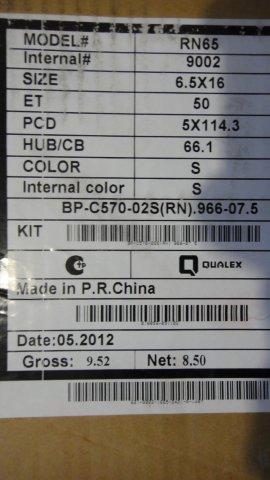 MODEL# RN65
Internal# 9002
SIZE 6.5X16
ET 50
PCD 5X114.3
HUB/CB 66.1
COLOR S
Internal color S
BP-C570-02S(RN).966-07.5
KIT
QUALEX
Made in P.R.China
Date:05.2012
Gross: 9.52 Net: 8.50